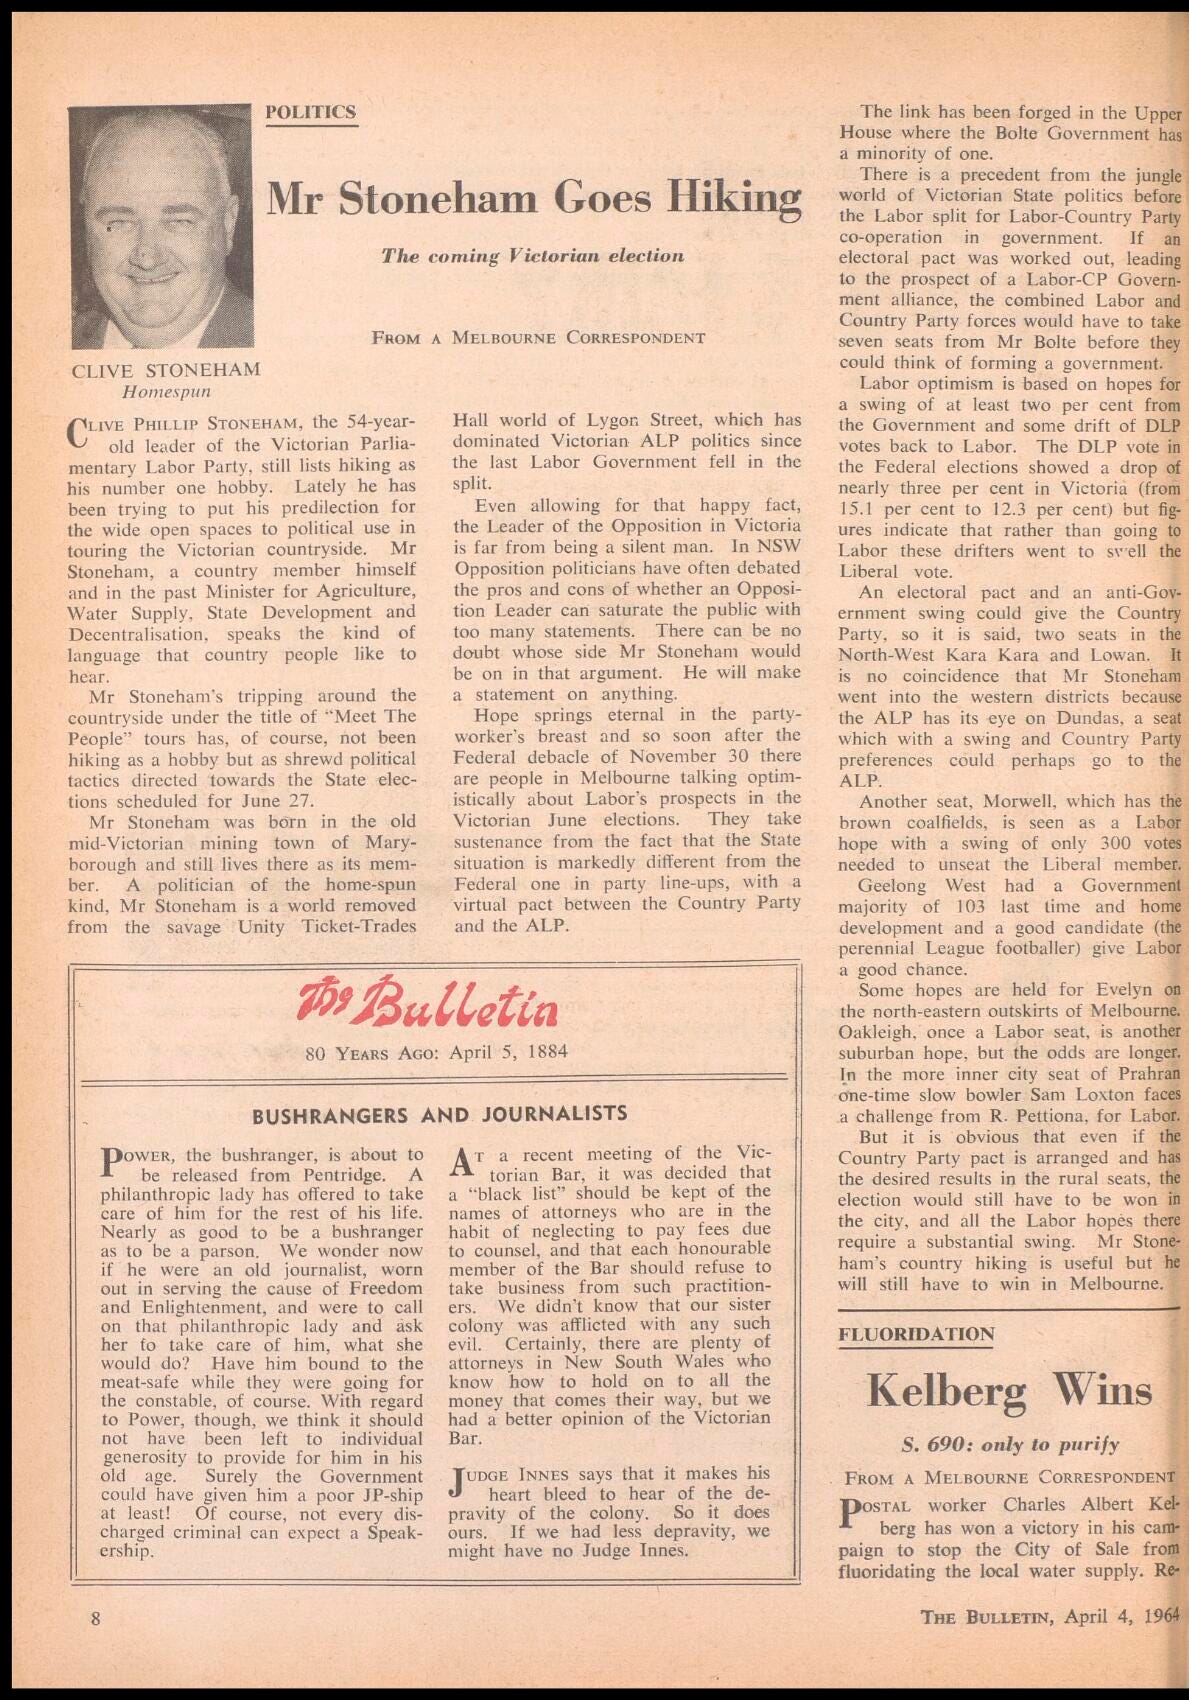 POLITICS
Mr Stoneham Goes Hiking
The coming Victorian election
FROM A MELBOURNE CORRESPONDENT
CLIVE STONEHAM
Homespun
CLIVE PHILLIP STONEHAM, the 54-year-
old leader of the Victorian Parlia-
mentary Labor Party, still lists hiking as
his number one hobby. Lately he has
been trying to put his predilection for
the wide open spaces to political use in
touring the Victorian countryside. Mr
Stoneham, a country member himself
and in the past Minister for Agriculture,
Water Supply, State Development and
Decentralisation, speaks the kind of
language that country people like to
hear.
Mr Stoneham's tripping around the
countryside under the title of "Meet The
People" tours has, of course, not been
hiking as a hobby but as shrewd political
tactics directed towards the State elec-
tions scheduled for June 27.
Mr Stoneham was born in the old
mid-Victorian mining town of Mary-
borough and still lives there as its mem-
ber. A politician of the home-spun
kind, Mr Stoneham is a world removed
from the savage Unity Ticket-Trades
Hall world of Lygon Street, which has
dominated Victorian ALP politics since
the last Labor Government fell in the
split.
Even allowing for that happy fact,
the Leader of the Opposition in Victoria
is far from being a silent man. In NSW
Opposition politicians have often debated
the pros and cons of whether an Opposi-
tion Leader can saturate the public with
too many statements. There can be no
doubt whose side Mr Stoneham would
be on in that argument. He will make
a statement on anything.
Hope springs eternal in the party-
worker's breast and so soon after the
Federal debacle of November 30 there
are people in Melbourne talking optim-
istically about Labor's prospects in the
Victorian June elections. They take
sustenance from the fact that the State
situation is markedly different from the
Federal one in party line-ups, with a
virtual pact between the Country Party
and the ALP.
The link has been forged in the Upper
House where the Bolte Government has
a minority of one.
There is a precedent from the jungle
world of Victorian State politics before
the Labor split for Labor-Country Party
co-operation in government. If an
electoral pact was worked out, leading
to the prospect of a Labor-CP Govern-
ment alliance, the combined Labor and
Country Party forces would have to take
seven seats from Mr Bolte before they
could think of forming a government.
Labor optimism is based on hopes for
a swing of at least two per cent from
the Government and some drift of DLP
votes back to Labor. The DLP vote in
the Federal elections showed a drop of
nearly three per cent in Victoria (from
15.1 per cent to 12.3 per cent) but fig-
ures indicate that rather than going to
Labor these drifters went to swell the
Liberal vote.
An electoral pact and an anti-Gov-
ernment swing could give the Country
Party, so it is said, two seats in the
North-West Kara Kara and Lowan. It
is no coincidence that Mr Stoneham
went into the western districts because
the ALP has its eye on Dundas, a seat
which with a swing and Country Party
preferences could perhaps go to the
ALP.
Another seat, Morwell, which has the
brown coalfields, is seen as a Labor
hope with a swing of only 300 votes
needed to unseat the Liberal member.
Geelong West had a Government
majority of 103 last time and home
development and a good candidate (the
perennial League footballer) give Labor
a good chance.
Some hopes are held for Evelyn on
the north-eastern outskirts of Melbourne.
Oakleigh, once a Labor seat, is another
suburban hope, but the odds are longer.
In the more inner city seat of Prahran
one-time slow bowler Sam Loxton faces
a challenge from R. Pettiona, for Labor.
But it is obvious that even if the
Country Party pact is arranged and has
the desired results in the rural seats, the
election would still have to be won in
the city, and all the Labor hopes there
require a substantial swing. Mr Stone-
ham's country hiking is useful but he
will still have to win in Melbourne.
The Bulletin
80 YEARS AGO: April 5, 1884
BUSHRANGERS AND JOURNALISTS
POWER, the bushranger, is about to
be released from Pentridge. A
philanthropic lady has offered to take
care of him for the rest of his life.
Nearly as good to be a bushranger
as to be a parson. We wonder now
if he were an old journalist, worn
out in serving the cause of Freedom
and Enlightenment, and were to call
on that philanthropic lady and ask
her to take care of him, what she
would do? Have him bound to the
meat-safe while they were going for
the constable, of course. With regard
to Power, though, we think it should
not have been left to individual
generosity to provide for him in his
old age. Surely the Government
could have given him a poor JP-ship
at least! Of course, not every dis-
charged criminal can expect a Speak-
ership.
AT a recent meeting of the Vic-
torian Bar, it was decided that
a "black list" should be kept of the
names of attorneys who are in the
habit of neglecting to pay fees due
to counsel, and that each honourable
member of the Bar should refuse to
take business from such practition-
ers. We didn't know that our sister
colony was afflicted with any such
evil. Certainly, there are plenty of
attorneys in New South Wales who
know how to hold on to all the
money that comes their way, but we
had a better opinion of the Victorian
Bar.
JUDGE INNES says that it makes his
heart bleed to hear of the de-
pravity of the colony. So it does
ours. If we had less depravity, we
might have no Judge Innes.
FLUORIDATION
Kelberg Wins
S. 690: only to purify
FROM A MELBOURNE CORRESPONDENT
POSTAL worker Charles Albert Kel-
berg has won a victory in his cam-
paign to stop the City of Sale from
fluoridating the local water supply. Re-
8
THE BULLETIN, April 4, 1964